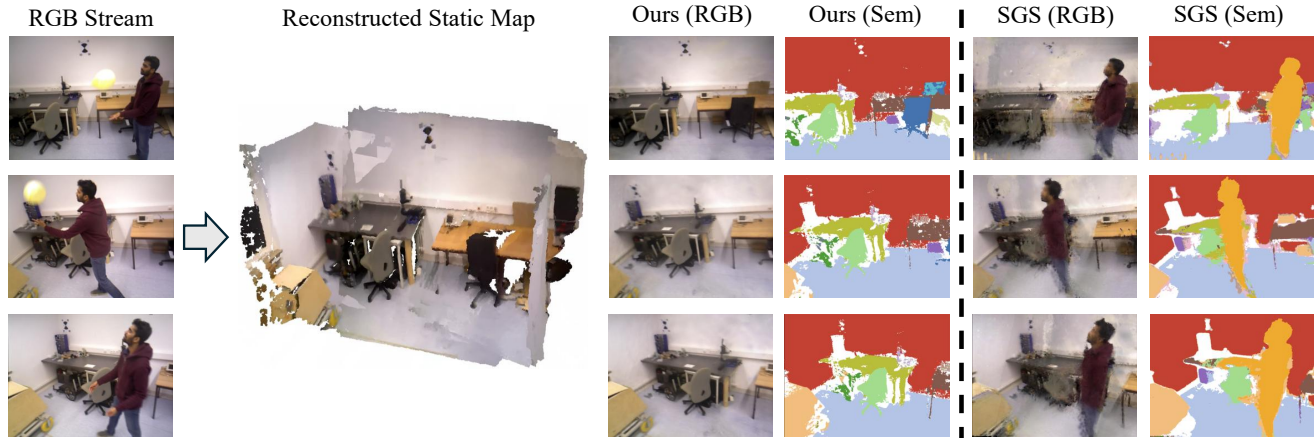 RGB Stream
Reconstructed Static Map
Ours (RGB)
Ours (Sem)
SGS (RGB)
SGS (Sem)